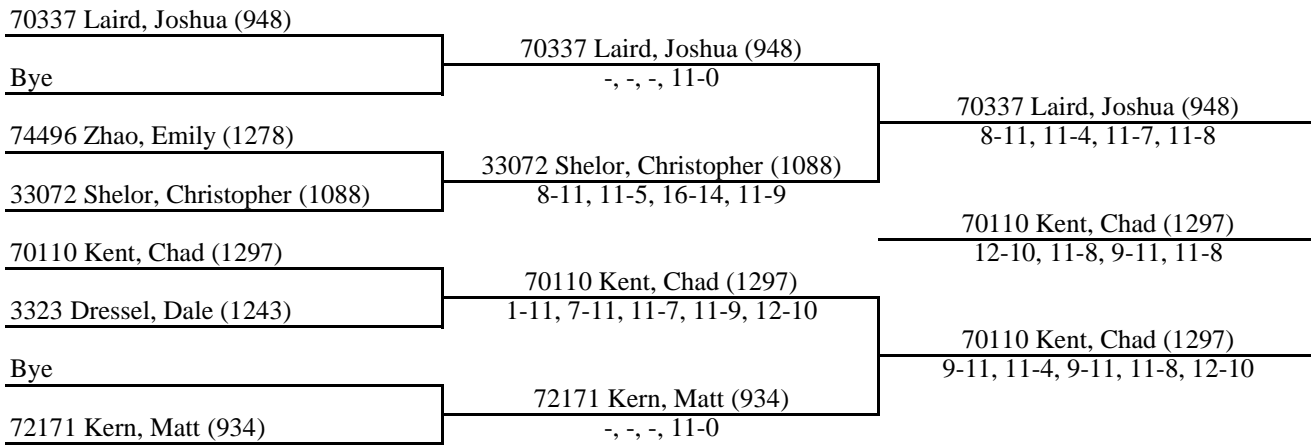 70337 Laird, Joshua (948)
Bye
74496 Zhao, Emily (1278)
33072 Shelor, Christopher (1088)
70110 Kent, Chad (1297)
3323 Dressel, Dale (1243)
Bye
72171 Kern, Matt (934)
70337 Laird, Joshua (948)
-, -, -, 11-0
33072 Shelor, Christopher (1088)
8-11, 11-5, 16-14, 11-9
70110 Kent, Chad (1297)
1-11, 7-11, 11-7, 11-9, 12-10
72171 Kern, Matt (934)
-, -, -, 11-0
70337 Laird, Joshua (948)
8-11, 11-4, 11-7, 11-8
70110 Kent, Chad (1297)
12-10, 11-8, 9-11, 11-8
70110 Kent, Chad (1297)
9-11, 11-4, 9-11, 11-8, 12-10